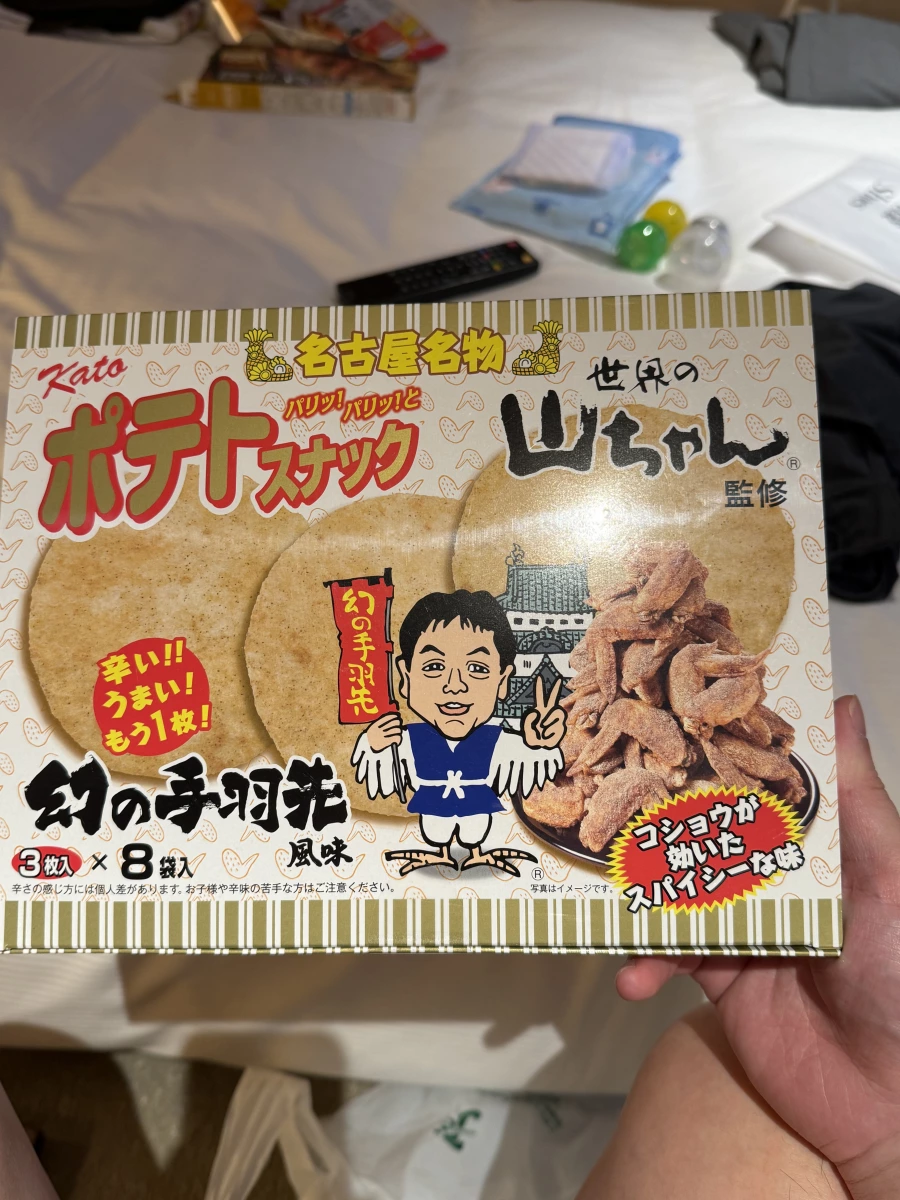 名古屋名物
Kato
ポテトスナック
パリッ!パリッ!と
世界の
山ちゃん®
監修
幻の手羽先
辛い!!
うまい!
もう1枚!
幻の手羽先
風味
3枚入 × 8袋入
®
コショウが
効いた
スパイシーな味
辛さの感じ方には個人差があります。お子様や辛味の苦手な方はご注意ください。
写真はイメージです。